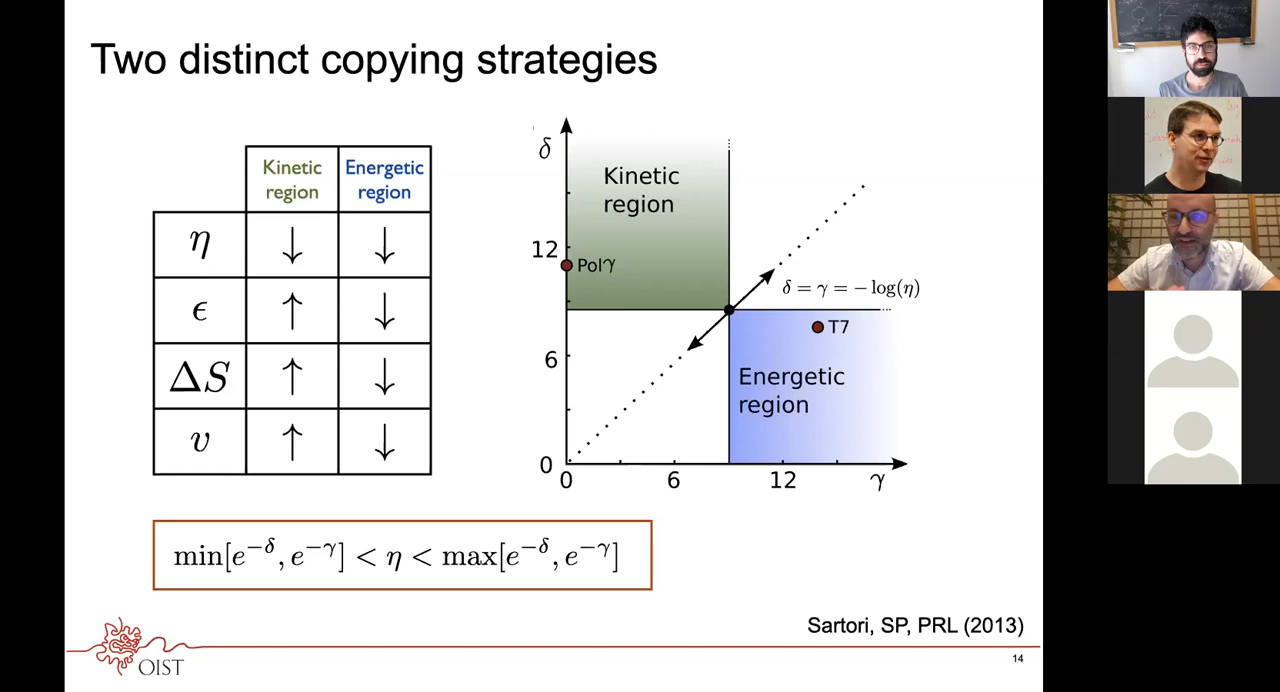 Two distinct copying strategies
Kinetic region
Energetic region
η ↓ ↓
ϵ ↑ ↓
ΔS ↑ ↓
v ↑ ↓
δ
Kinetic
region
12
Polγ
δ = γ = −log(η)
T7
6
Energetic
region
0
0 6 12 γ
min[e^{−δ}, e^{−γ}] < η < max[e^{−δ}, e^{−γ}]
Sartori, SP, PRL (2013)
OIST
14